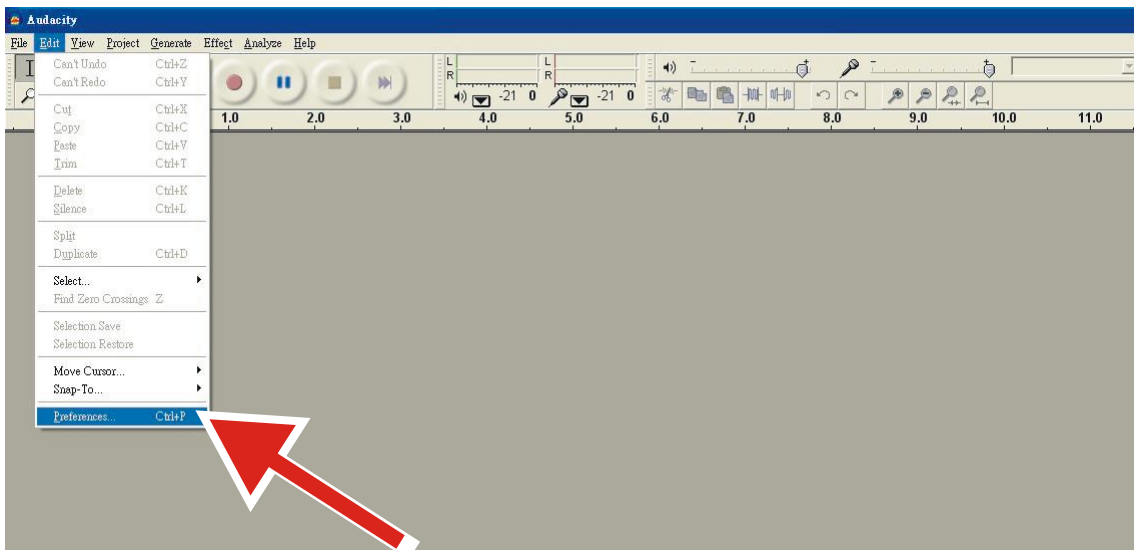 Audacity
File Edit View Project Generate Effect Analyze Help
Can't Undo Ctrl+Z
Can't Redo Ctrl+Y
Cut Ctrl+X
Copy Ctrl+C
Paste Ctrl+V
Trim Ctrl+T
Delete Ctrl+K
Silence Ctrl+L
Split
Duplicate Ctrl+D
Select...
Find Zero Crossings Z
Selection Save
Selection Restore
Move Cursor...
Snap-To...
Preferences... Ctrl+P
L L
R R
-21 0 -21 0
1.0 2.0 3.0 4.0 5.0 6.0 7.0 8.0 9.0 10.0 11.0